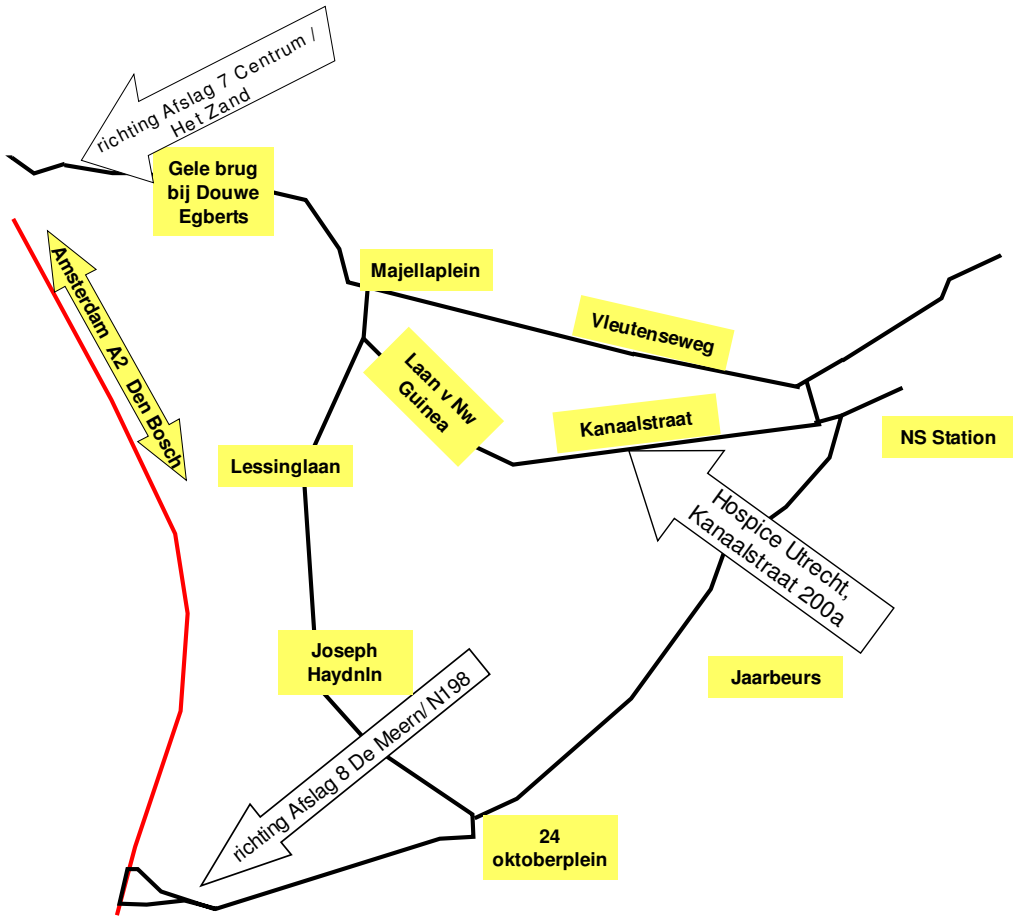 richting Afslag 7 Centrum /
Het Zand
Gele brug
bij Douwe
Egberts
Amsterdam A2 Den Bosch
Majellaplein
Vleutenseweg
Laan v Nw
Guinea
Kanaalstraat
NS Station
Lessinglaan
Hospice Utrecht,
Kanaalstraat 200a
Joseph
Haydnln
Jaarbeurs
richting Afslag 8 De Meern/ N198
24
oktoberplein